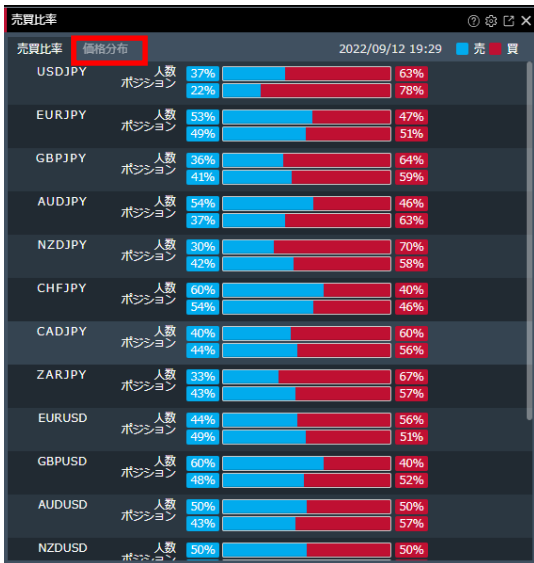 売買比率
売買比率 価格分布 2022/09/12 19:29 売 買
USDJPY 人数 37% 63%
ポジション 22% 78%
EURJPY 人数 53% 47%
ポジション 49% 51%
GBPJPY 人数 36% 64%
ポジション 41% 59%
AUDJPY 人数 54% 46%
ポジション 37% 63%
NZDJPY 人数 30% 70%
ポジション 42% 58%
CHFJPY 人数 60% 40%
ポジション 54% 46%
CADJPY 人数 40% 60%
ポジション 44% 56%
ZARJPY 人数 33% 67%
ポジション 43% 57%
EURUSD 人数 44% 56%
ポジション 49% 51%
GBPUSD 人数 60% 40%
ポジション 48% 52%
AUDUSD 人数 50% 50%
ポジション 43% 57%
NZDUSD 人数 50% 50%
ポジション